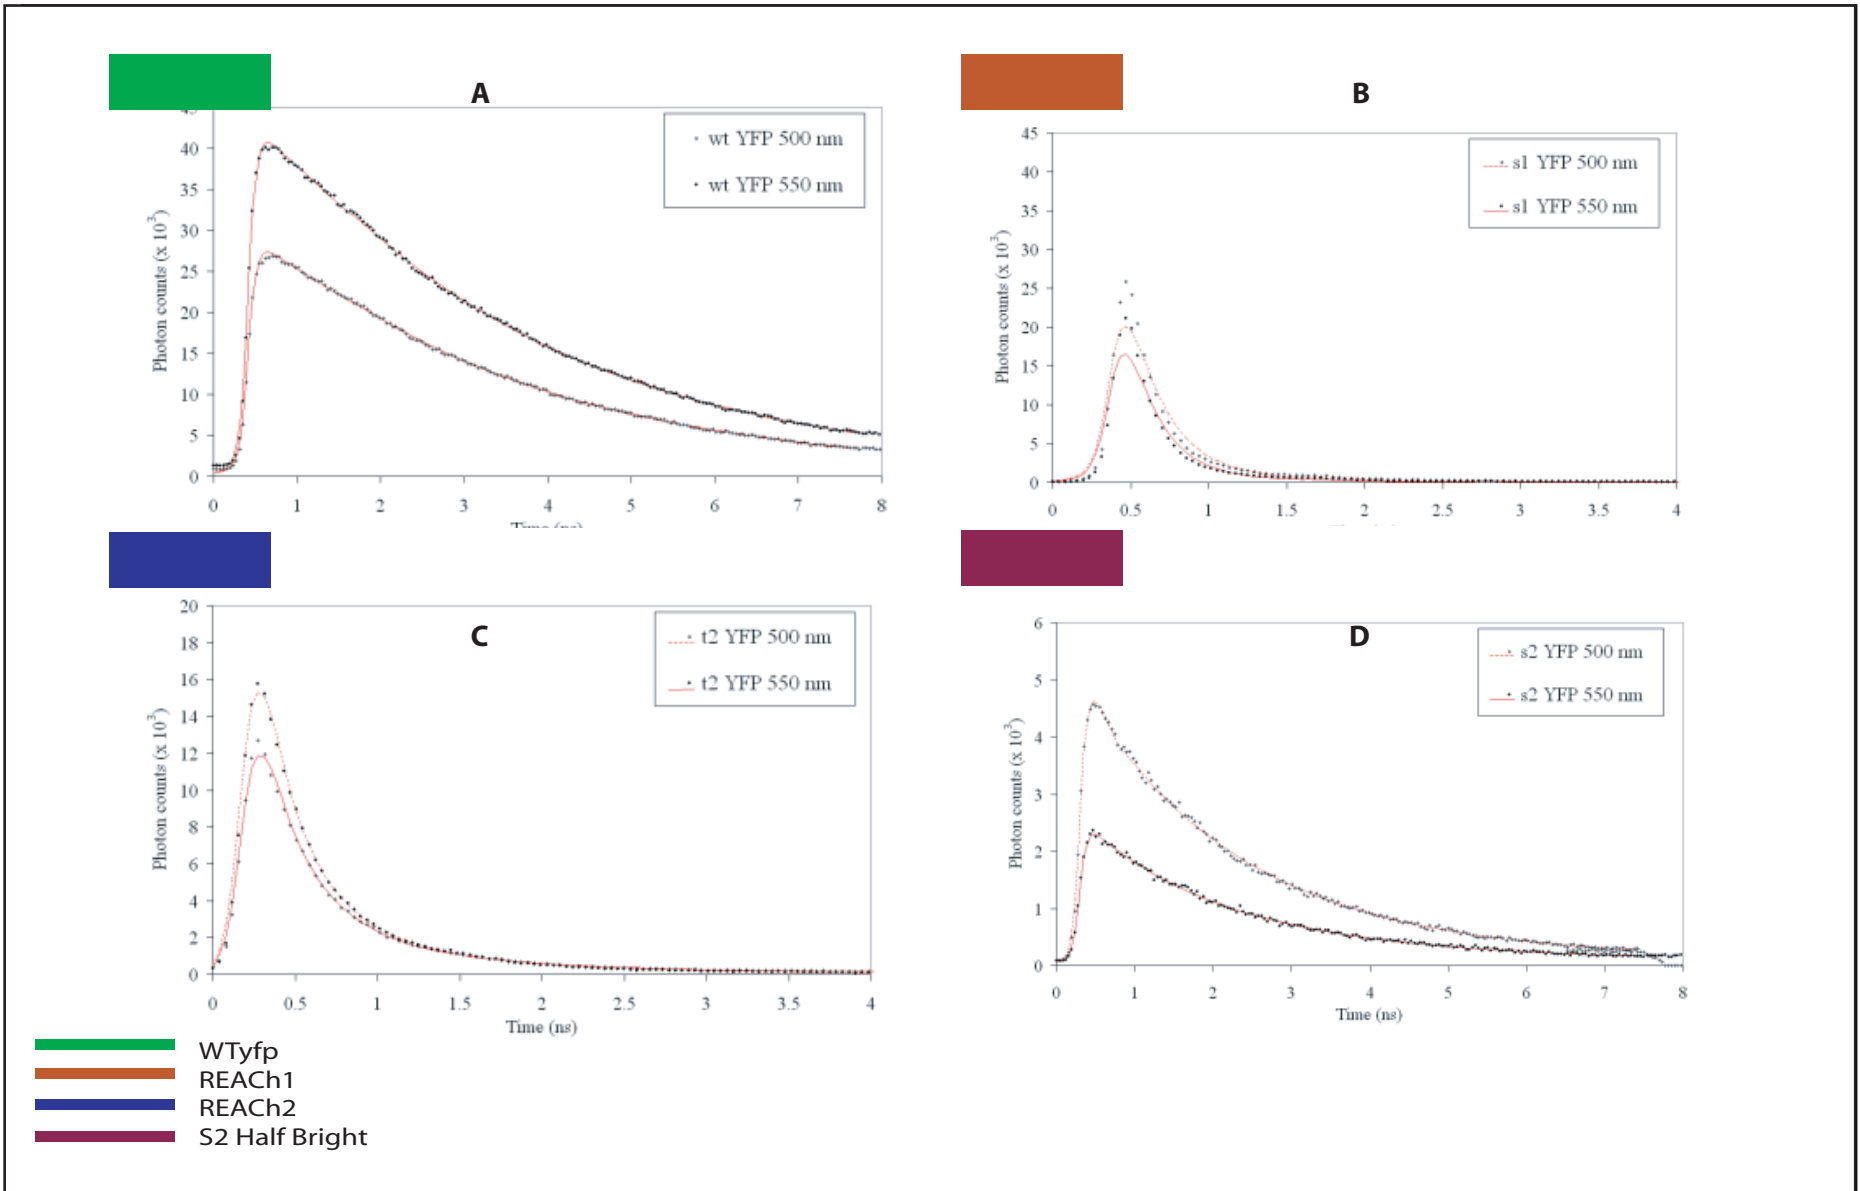 A
45
40
35
30
25
20
15
10
5
0
Photon counts (x 10³)
wt YFP 500 nm
wt YFP 550 nm
0 1 2 3 4 5 6 7 8
Time (ns)
B
45
40
35
30
25
20
15
10
5
0
Photon counts (x 10³)
s1 YFP 500 nm
s1 YFP 550 nm
0 0.5 1 1.5 2 2.5 3 3.5 4
C
20
18
16
14
12
10
8
6
4
2
0
Photon counts (x 10³)
t2 YFP 500 nm
t2 YFP 550 nm
0 0.5 1 1.5 2 2.5 3 3.5 4
Time (ns)
D
6
5
4
3
2
1
0
Photon counts (x 10³)
s2 YFP 500 nm
s2 YFP 550 nm
0 1 2 3 4 5 6 7 8
Time (ns)
WTyfp
REACh1
REACh2
S2 Half Bright